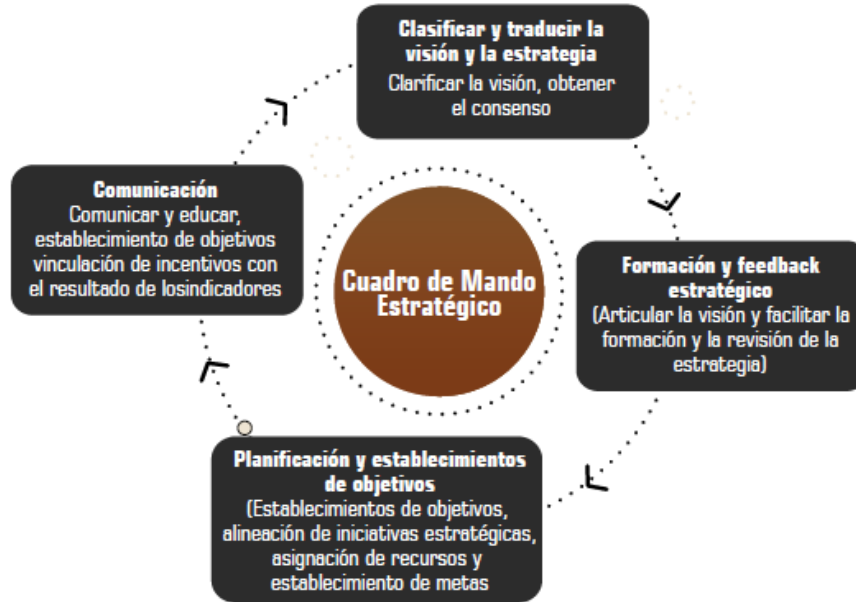 Clasificar y traducir la
visión y la estrategia
Clarificar la visión, obtener
el consenso
Comunicación
Comunicar y educar,
establecimiento de objetivos
vinculación de incentivos con
el resultado de losindicadores
Cuadro de Mando
Estratégico
Formación y feedback
estratégico
(Articular la visión y facilitar la
formación y la revisión de la
estrategia)
Planificación y establecimientos
de objetivos
(Establecimientos de objetivos,
alineación de iniciativas estratégicas,
asignación de recursos y
establecimiento de metas